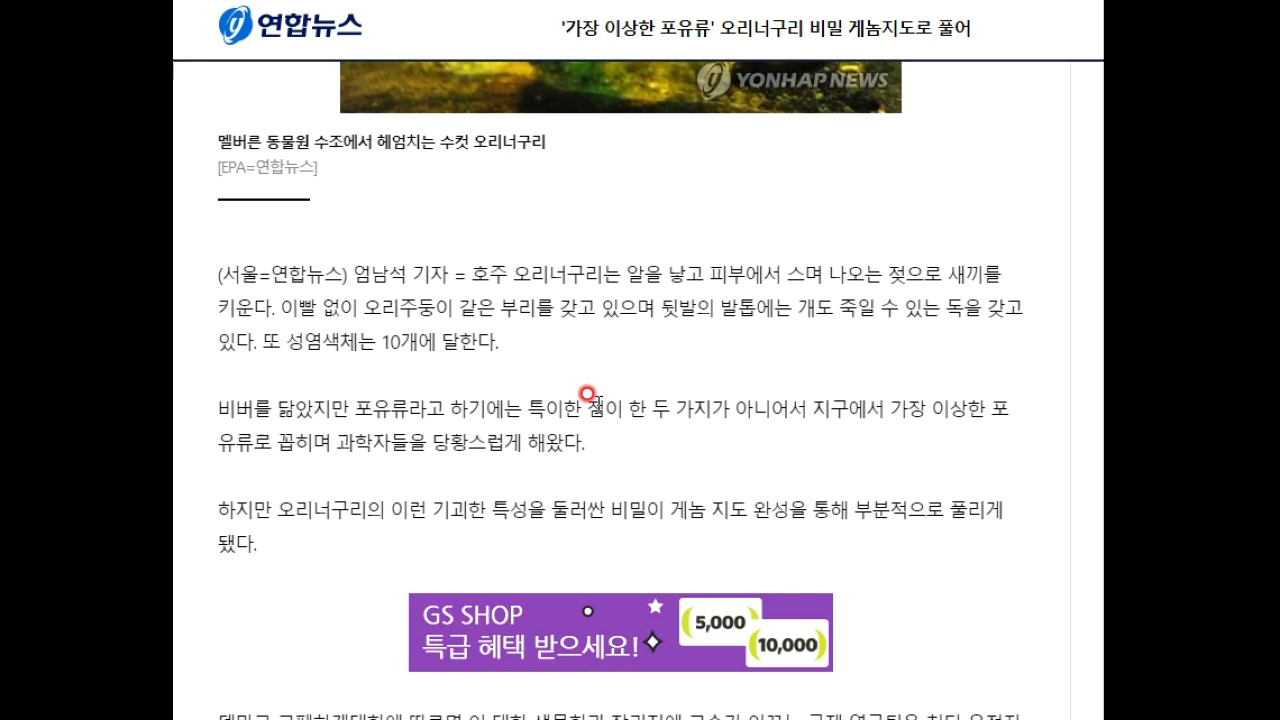 연합뉴스
'가장 이상한 포유류' 오리너구리 비밀 게놈지도로 풀어
YONHAP NEWS
멜버른 동물원 수조에서 헤엄치는 수컷 오리너구리
[EPA=연합뉴스]
(서울=연합뉴스) 엄남석 기자 = 호주 오리너구리는 알을 낳고 피부에서 스며 나오는 젖으로 새끼를
키운다. 이빨 없이 오리주둥이 같은 부리를 갖고 있으며 뒷발의 발톱에는 개도 죽일 수 있는 독을 갖고
있다. 또 성염색체는 10개에 달한다.
비버를 닮았지만 포유류라고 하기에는 특이한 점이 한 두 가지가 아니어서 지구에서 가장 이상한 포
유류로 꼽히며 과학자들을 당황스럽게 해왔다.
하지만 오리너구리의 이런 기괴한 특성을 둘러싼 비밀이 게놈 지도 완성을 통해 부분적으로 풀리게
됐다.
GS SHOP
특급 혜택 받으세요!
5,000
10,000